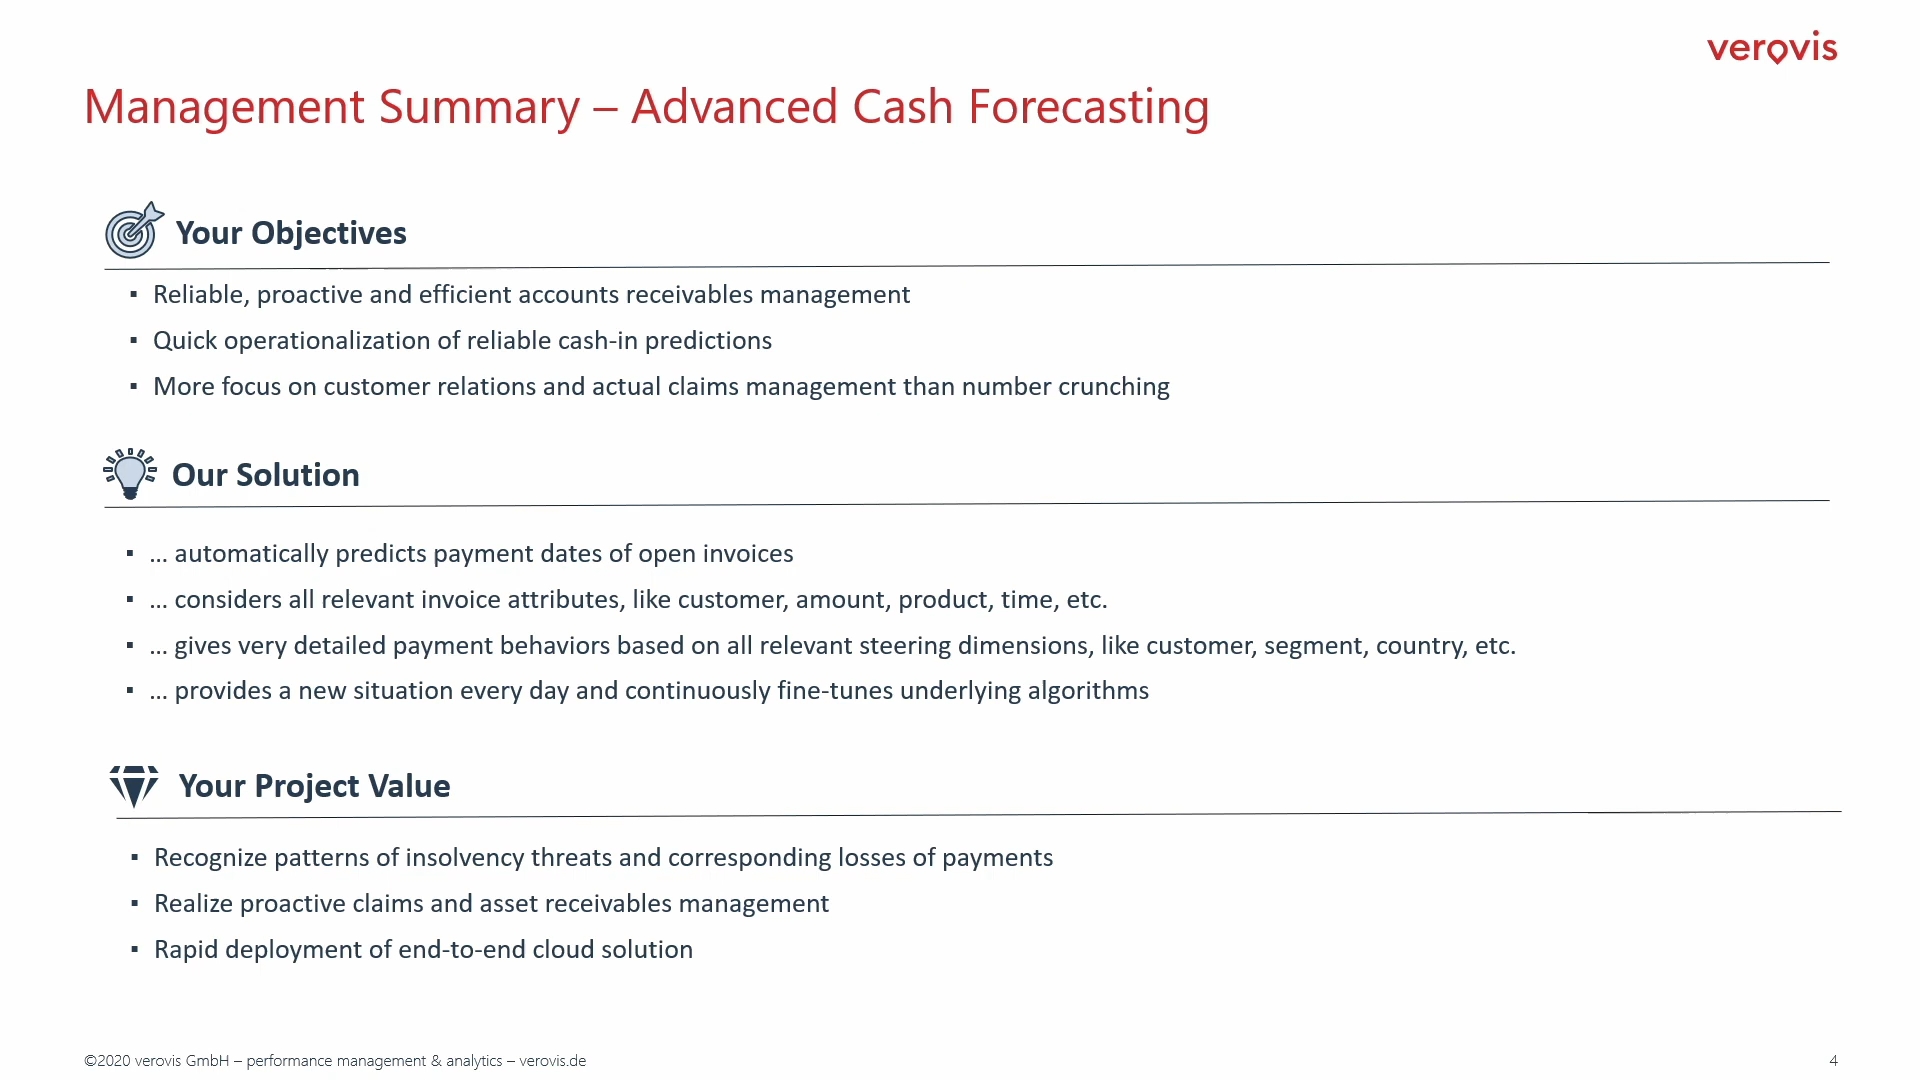 verovis
Management Summary – Advanced Cash Forecasting
Your Objectives
▪ Reliable, proactive and efficient accounts receivables management
▪ Quick operationalization of reliable cash-in predictions
▪ More focus on customer relations and actual claims management than number crunching
Our Solution
▪ ... automatically predicts payment dates of open invoices
▪ ... considers all relevant invoice attributes, like customer, amount, product, time, etc.
▪ ... gives very detailed payment behaviors based on all relevant steering dimensions, like customer, segment, country, etc.
▪ ... provides a new situation every day and continuously fine-tunes underlying algorithms
Your Project Value
▪ Recognize patterns of insolvency threats and corresponding losses of payments
▪ Realize proactive claims and asset receivables management
▪ Rapid deployment of end-to-end cloud solution
©2020 verovis GmbH – performance management & analytics – verovis.de
4